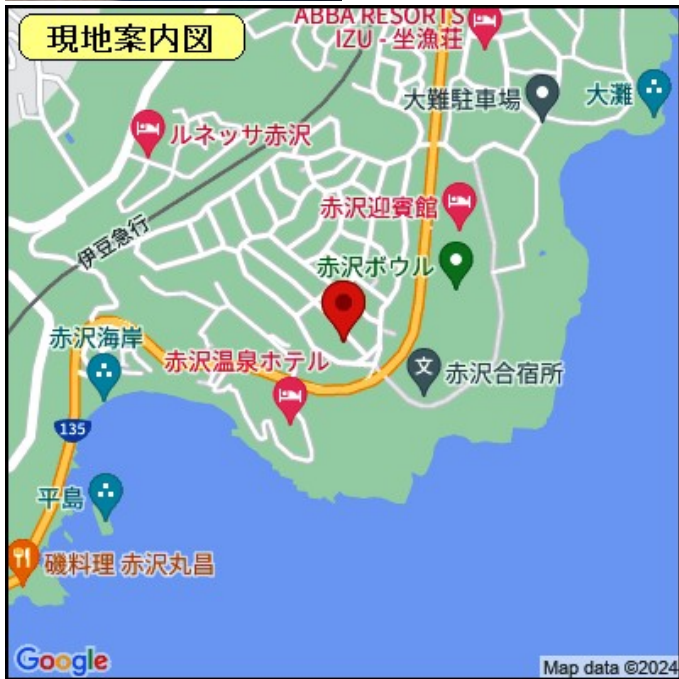 現地案内図
ABBA RESORTS
IZU - 坐漁荘
大難駐車場
大灘
ルネッサ赤沢
赤沢迎賓館
伊豆急行
赤沢ボウル
赤沢海岸
赤沢温泉ホテル
文
赤沢合宿所
135
平島
磯料理 赤沢丸昌
Google
Map data ©2024